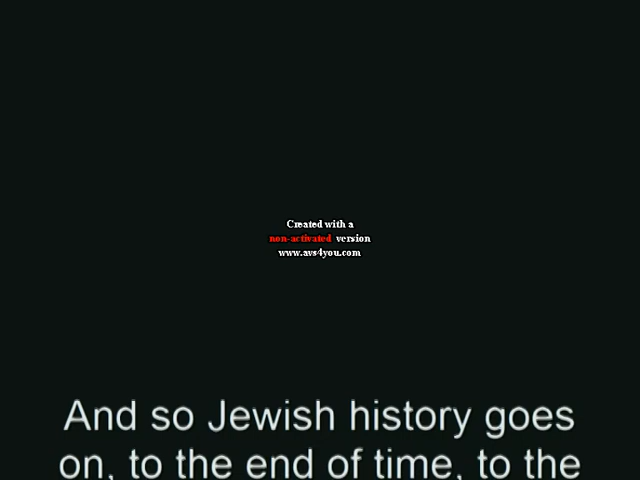 Created with a
non-activated version
www.avs4you.com
And so Jewish history goes
on, to the end of time, to the